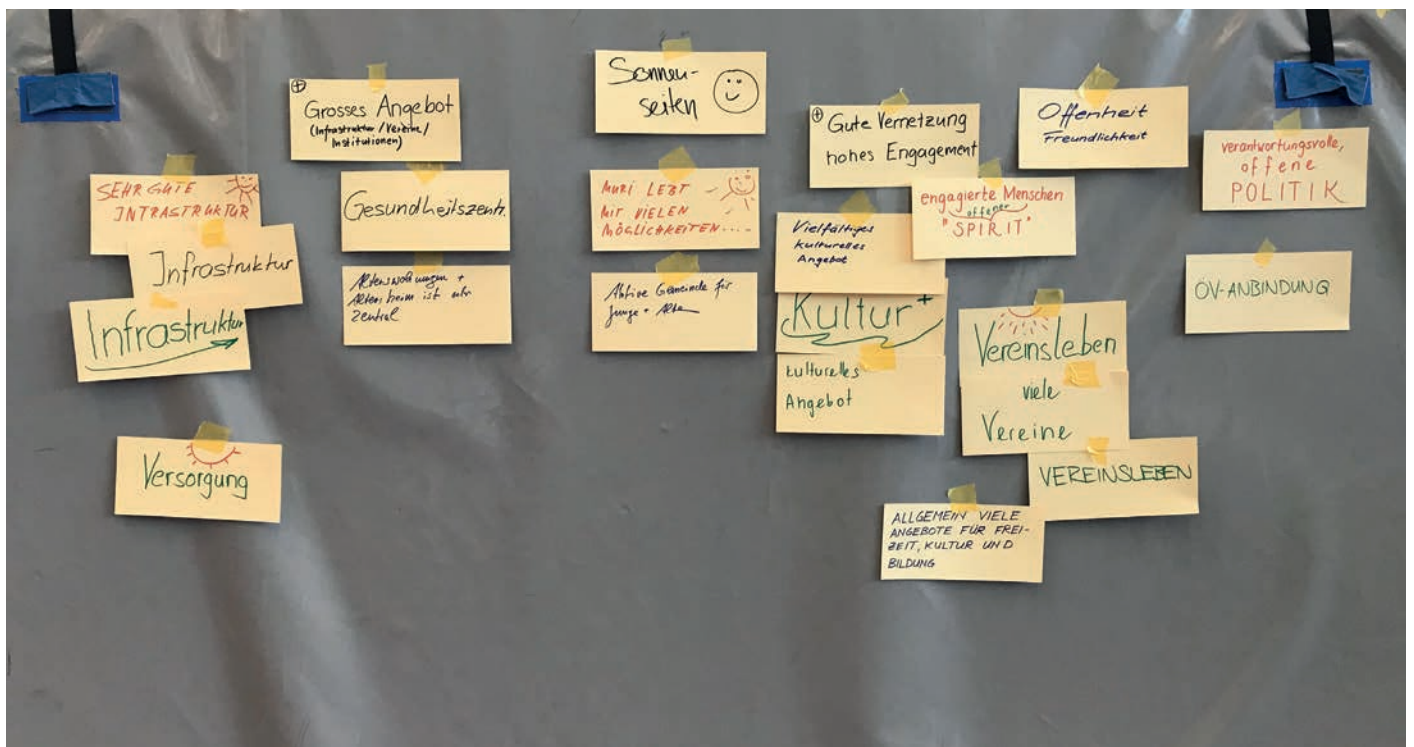 Sonnen-
seiten
⊕
Grosses Angebot
(Infrastruktur / Vereine /
Institutionen)
SEHR GUTE
INTRASTRUKTUR
Infrastruktur
Infrastruktur
Versorgung
Gesundheitszentr.
Alterswohnungen +
Altersheim ist sehr
zentral
MURI LEBT
MIT VIELEN
MÖGLICHKEITEN....
Aktive Gemeinde für
Junge + Alte
⊕ Gute Vernetzung
hohes Engagement
Vielfältiges
kulturelles
Angebot
Kultur+
kulturelles
Angebot
Offenheit
Freundlichkeit
engagierte Menschen
offener
"SPIRIT"
Vereinsleben
viele
Vereine
VEREINSLEBEN
ALLGEMEIN VIELE
ANGEBOTE FÜR FREI-
ZEIT, KULTUR UND
BILDUNG
verantwortungsvolle,
offene
POLITIK
ÖV-ANBINDUNG